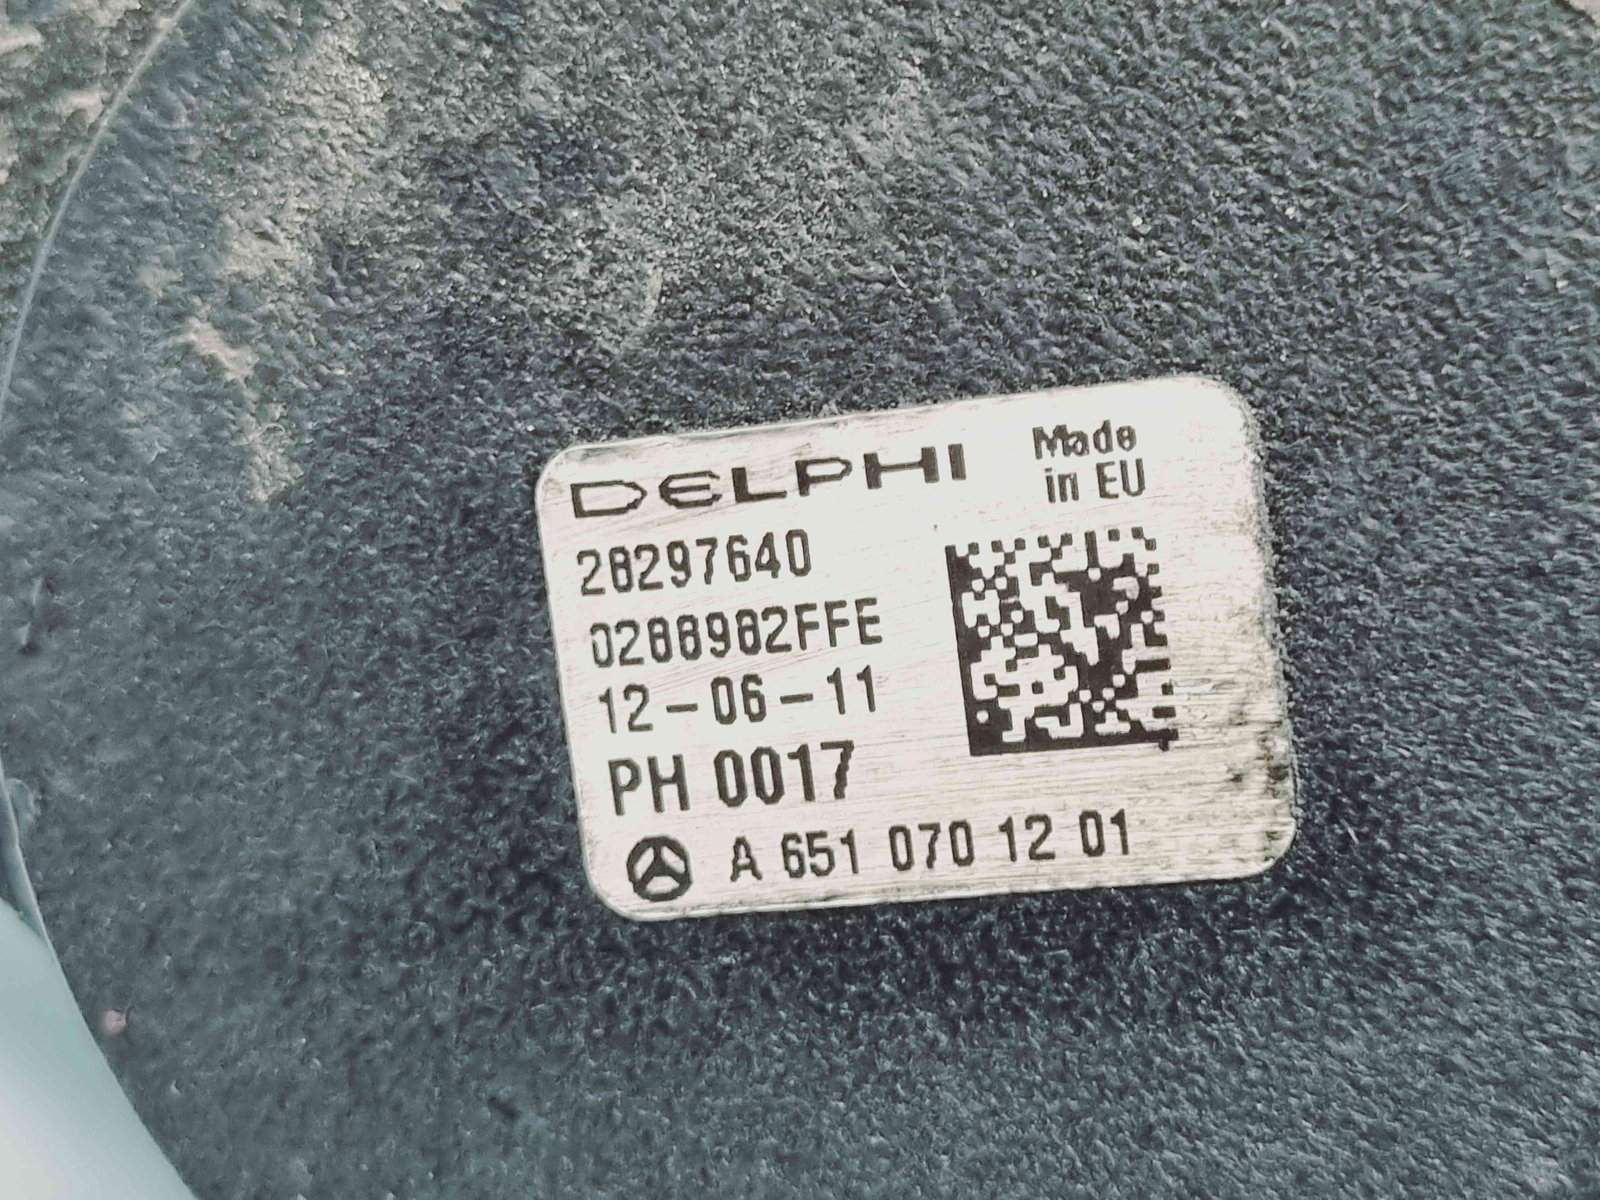 DELPHI
Made
in EU
28297640
0288982FFE
12-06-11
PH 0017
A 651 070 12 01